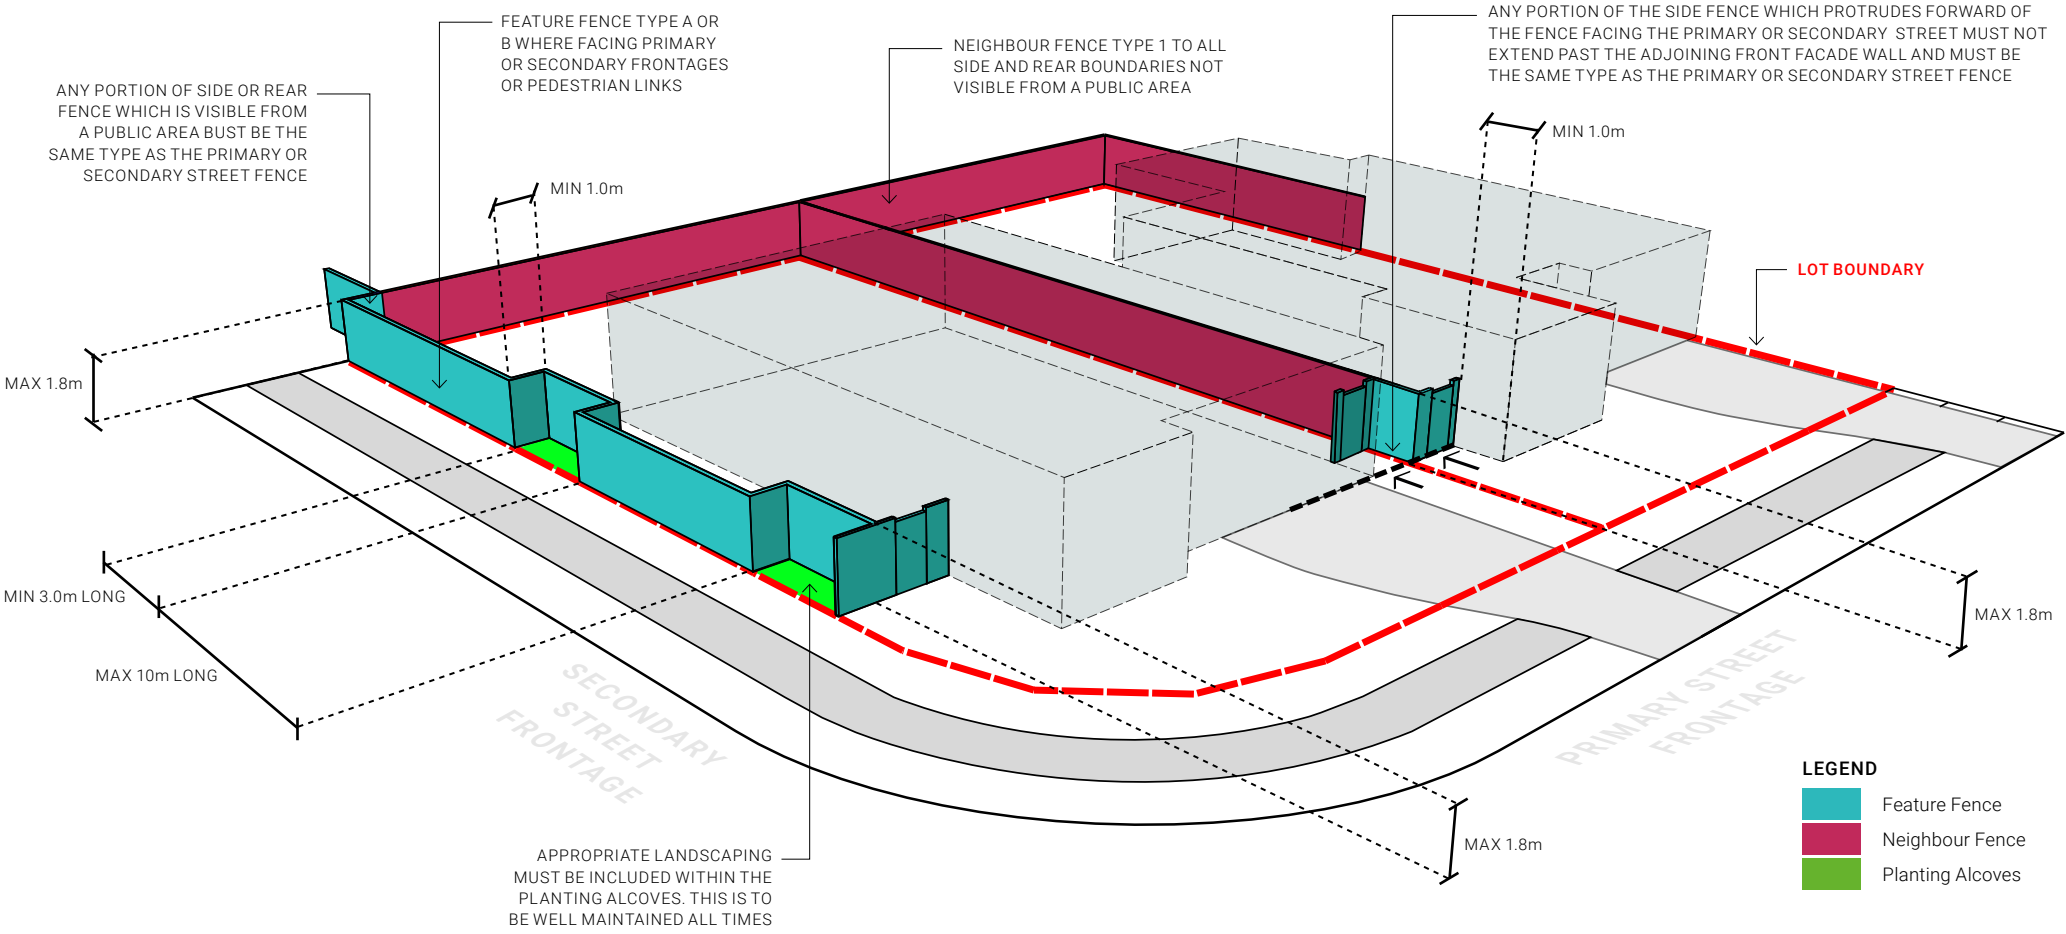 FEATURE FENCE TYPE A OR
B WHERE FACING PRIMARY
OR SECONDARY FRONTAGES
OR PEDESTRIAN LINKS
NEIGHBOUR FENCE TYPE 1 TO ALL
SIDE AND REAR BOUNDARIES NOT
VISIBLE FROM A PUBLIC AREA
ANY PORTION OF THE SIDE FENCE WHICH PROTRUDES FORWARD OF
THE FENCE FACING THE PRIMARY OR SECONDARY STREET MUST NOT
EXTEND PAST THE ADJOINING FRONT FACADE WALL AND MUST BE
THE SAME TYPE AS THE PRIMARY OR SECONDARY STREET FENCE
ANY PORTION OF SIDE OR REAR
FENCE WHICH IS VISIBLE FROM
A PUBLIC AREA BUST BE THE
SAME TYPE AS THE PRIMARY OR
SECONDARY STREET FENCE
MIN 1.0m
MIN 1.0m
LOT BOUNDARY
MAX 1.8m
MIN 3.0m LONG
MAX 10m LONG
MAX 1.8m
SECONDARY
STREET
FRONTAGE
PRIMARY STREET
FRONTAGE
MAX 1.8m
APPROPRIATE LANDSCAPING
MUST BE INCLUDED WITHIN THE
PLANTING ALCOVES. THIS IS TO
BE WELL MAINTAINED ALL TIMES
LEGEND
Feature Fence
Neighbour Fence
Planting Alcoves